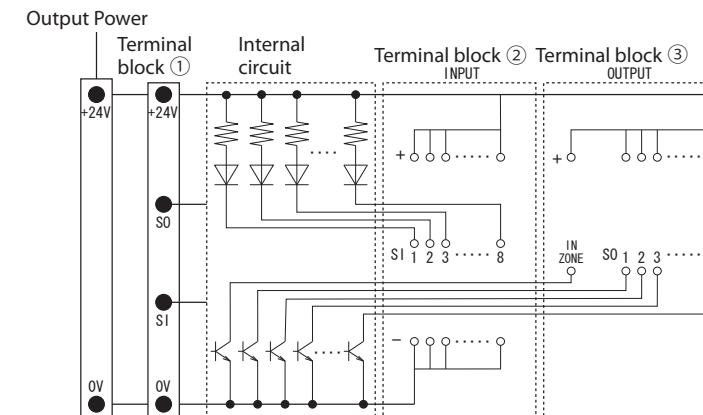 Output Power
Terminal block ①
Internal circuit
Terminal block ②
INPUT
Terminal block ③
OUTPUT
+24V
+24V
+
+
SO
SI 1 2 3 ····· 8
IN ZONE
SO 1 2 3 ·····
SI
−
0V
0V